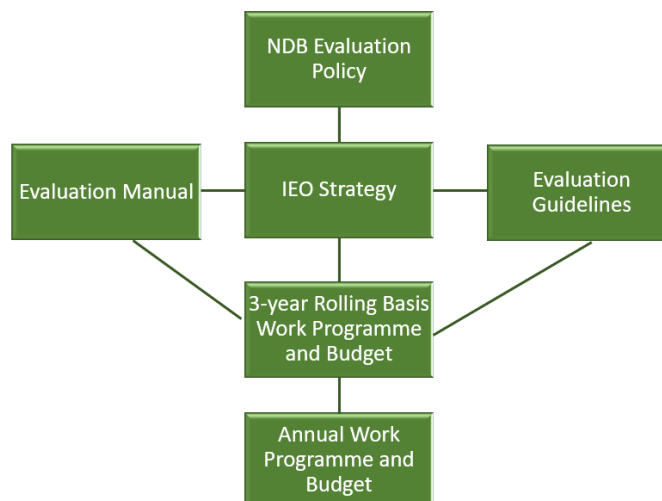 NDB Evaluation
Policy
Evaluation Manual
IEO Strategy
Evaluation
Guidelines
3-year Rolling Basis
Work Programme
and Budget
Annual Work
Programme and
Budget